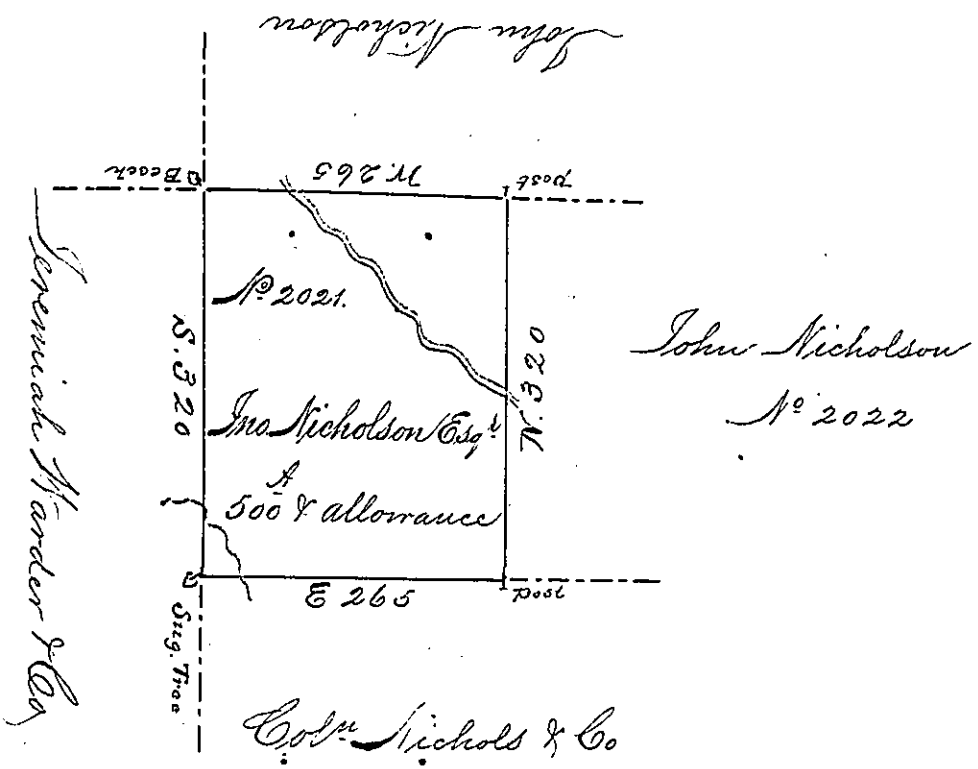 John Nicholson
Beech
W. 265
post
No. 2021.
S. 320
N. 320
John Nicholson
No 2022
Jno. Nicholson Esqr
500 A & allowance
Jeremiah Warder & Co
E 265
post
Sug. Tree
Coln Nichols & Co